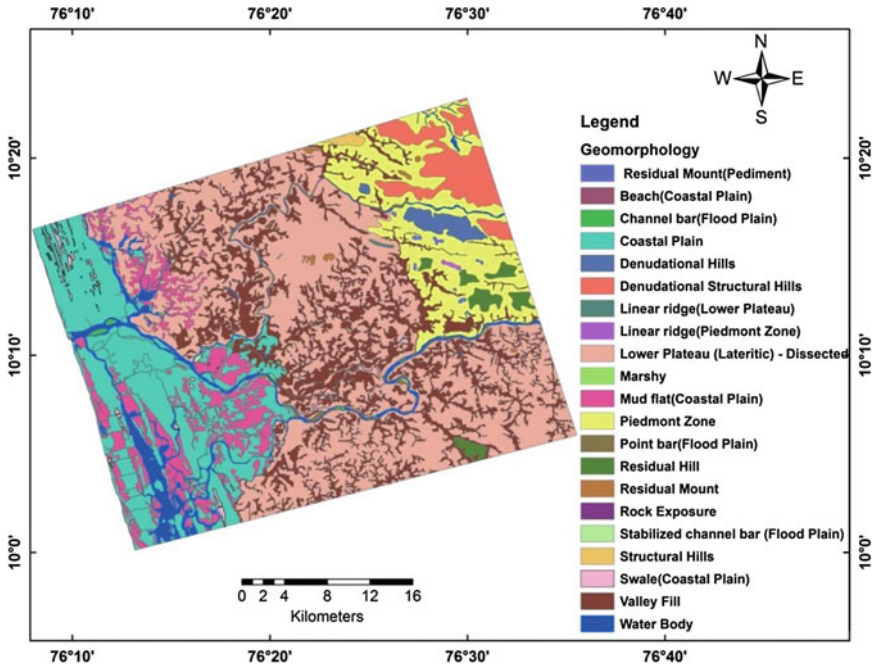 76°10' 76°20' 76°30' 76°40'
N
W E
S
10°20'
10°20'
10°10'
10°10'
10°0'
10°0'
Legend
Geomorphology
Residual Mount(Pediment)
Beach(Coastal Plain)
Channel bar(Flood Plain)
Coastal Plain
Denudational Hills
Denudational Structural Hills
Linear ridge(Lower Plateau)
Linear ridge(Piedmont Zone)
Lower Plateau (Lateritic) - Dissected
Marshy
Mud flat(Coastal Plain)
Piedmont Zone
Point bar(Flood Plain)
Residual Hill
Residual Mount
Rock Exposure
Stabilized channel bar (Flood Plain)
Structural Hills
Swale(Coastal Plain)
Valley Fill
Water Body
0 2 4 8 12 16
Kilometers
76°10' 76°20' 76°30' 76°40'